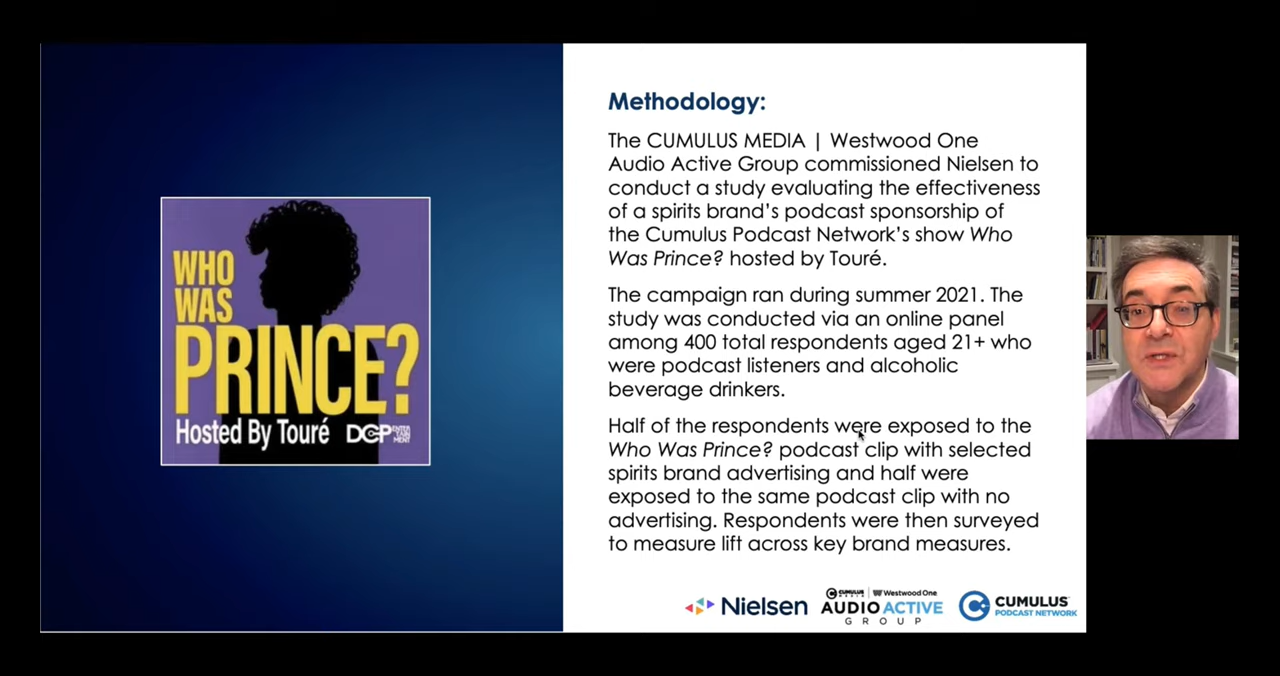 WHO
WAS
PRINCE?
Hosted By Touré
DCP ENTERTAINMENT
Methodology:
The CUMULUS MEDIA | Westwood One
Audio Active Group commissioned Nielsen to
conduct a study evaluating the effectiveness
of a spirits brand’s podcast sponsorship of
the Cumulus Podcast Network’s show Who
Was Prince? hosted by Touré.
The campaign ran during summer 2021. The
study was conducted via an online panel
among 400 total respondents aged 21+ who
were podcast listeners and alcoholic
beverage drinkers.
Half of the respondents were exposed to the
Who Was Prince? podcast clip with selected
spirits brand advertising and half were
exposed to the same podcast clip with no
advertising. Respondents were then surveyed
to measure lift across key brand measures.
Nielsen
CUMULUS MEDIA | Westwood One
AUDIO ACTIVE
GROUP
CUMULUS
PODCAST NETWORK